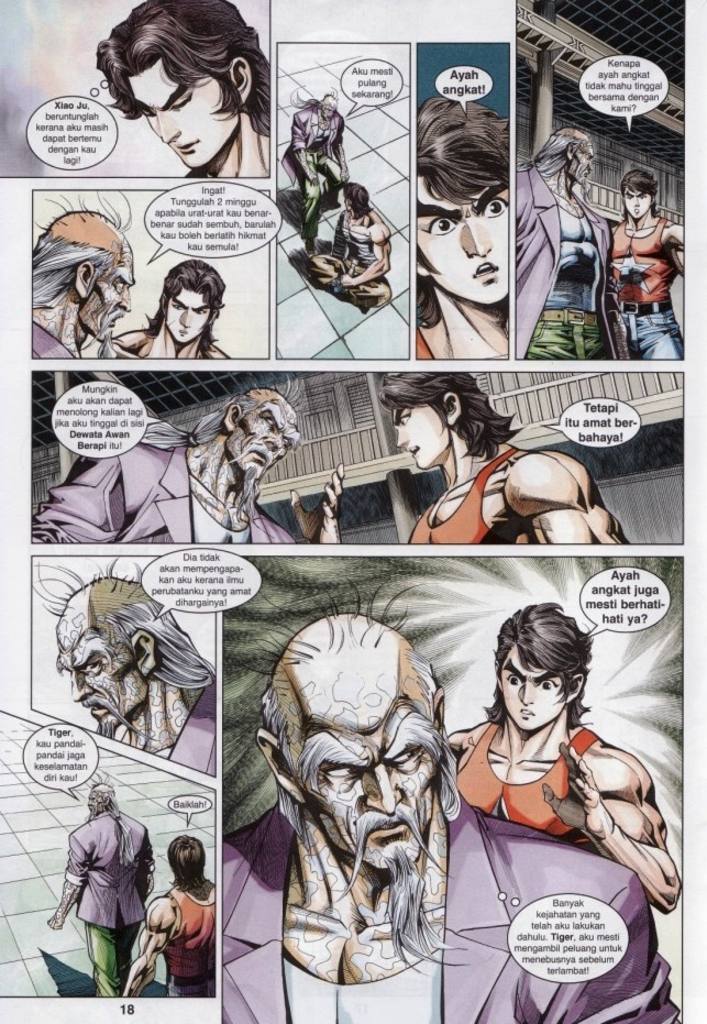 Xiao Ju,
beruntunglah
kerana aku masih
dapat bertemu
dengan kau
lagi!
Ingat!
Tunggulah 2 minggu
apabila urat-urat kau benar-
benar sudah sembuh, barulah
kau boleh berlatih hikmat
kau semula!
Aku mesti
pulang
sekarang!
Ayah
angkat!
Kenapa
ayah angkat
tidak mahu tinggal
bersama dengan
kami?
Mungkin
aku akan dapat
menolong kalian lagi
jika aku tinggal di sisi
Dewata Awan
Berapi itu!
Tetapi
itu amat ber-
bahaya!
Dia tidak
akan mempengapa-
kan aku kerana ilmu
perubatanku yang amat
dihargainya!
Tiger,
kau pandai-
pandai jaga
keselamatan
diri kau!
Baiklah!
Ayah
angkat juga
mesti berhati-
hati ya?
Banyak
kejahatan yang
telah aku lakukan
dahulu. Tiger, aku mesti
mengambil peluang untuk
menebusnya sebelum
terlambat!
18